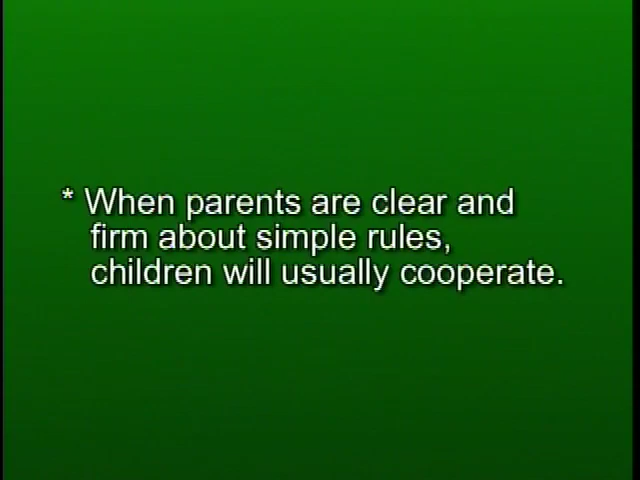 * When parents are clear and
firm about simple rules,
children will usually cooperate.